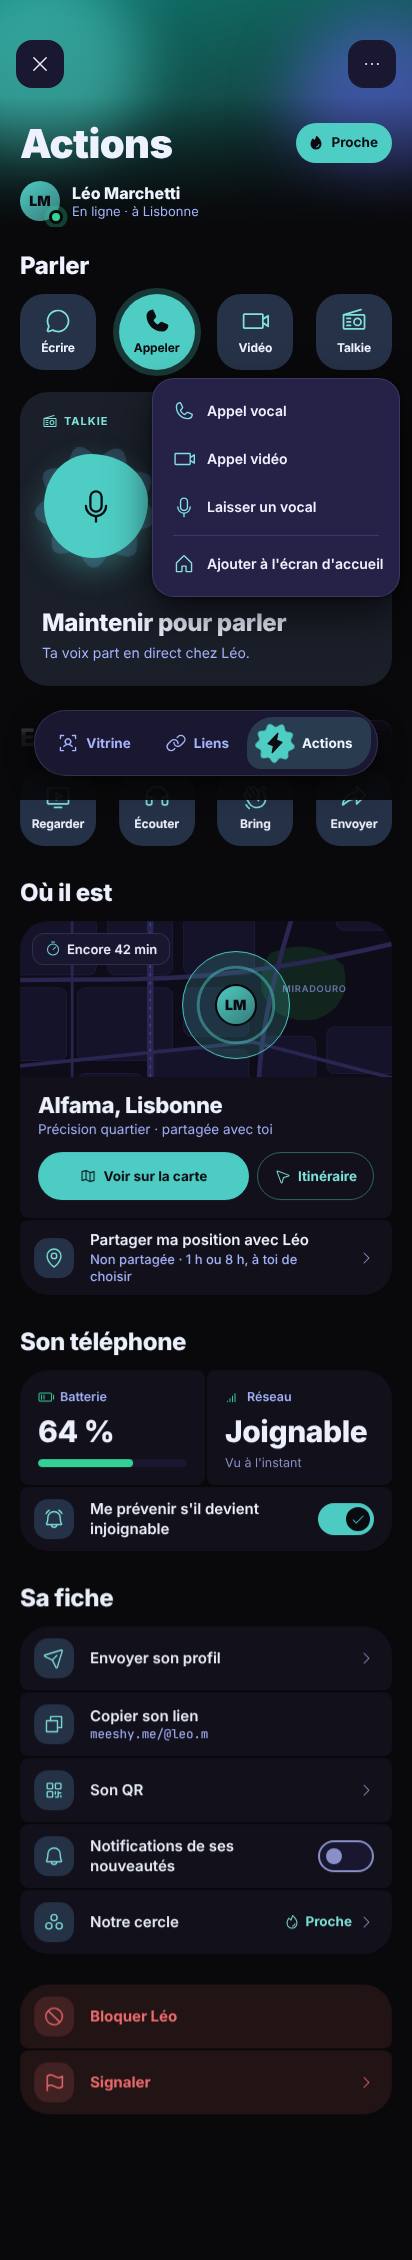 Actions
Proche
LM
Léo Marchetti
En ligne · à Lisbonne
Parler
Écrire
Appeler
Vidéo
Talkie
TALKIE
Appel vocal
Appel vidéo
Laisser un vocal
Ajouter à l'écran d'accueil
Maintenir pour parler
Ta voix part en direct chez Léo.
Vitrine
Liens
Actions
Regarder
Écouter
Bring
Envoyer
Où il est
Encore 42 min
LM
MIRADOURO
Alfama, Lisbonne
Précision quartier · partagée avec toi
Voir sur la carte
Itinéraire
Partager ma position avec Léo
Non partagée · 1 h ou 8 h, à toi de
choisir
Son téléphone
Batterie
64 %
Réseau
Joignable
Vu à l'instant
Me prévenir s'il devient
injoignable
Sa fiche
Envoyer son profil
Copier son lien
meeshy.me/@leo.m
Son QR
Notifications de ses
nouveautés
Notre cercle
Proche
Bloquer Léo
Signaler